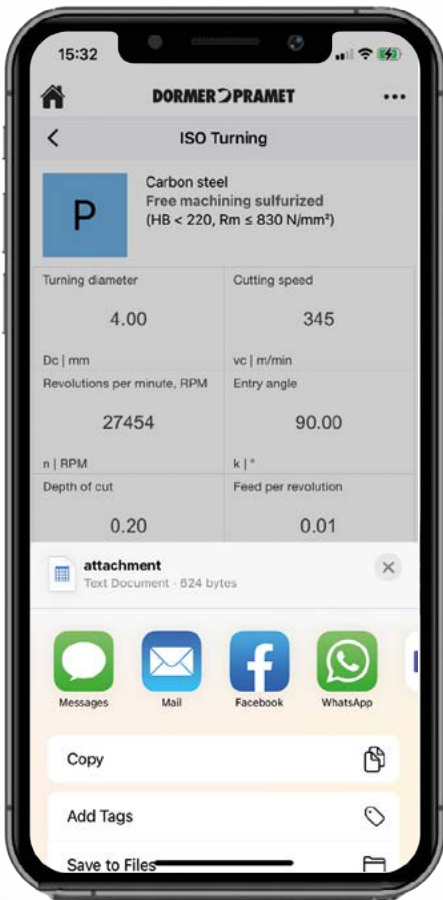 15:32
DORMER PRAMET
ISO Turning
P
Carbon steel
Free machining sulfurized
(HB < 220, Rm ≤ 830 N/mm²)
Turning diameter
Cutting speed
4.00
345
Dc | mm
vc | m/min
Revolutions per minute, RPM
Entry angle
27454
90.00
n | RPM
k | °
Depth of cut
Feed per revolution
0.20
0.01
attachment
Text Document · 624 bytes
Messages
Mail
Facebook
WhatsApp
Copy
Add Tags
Save to Files